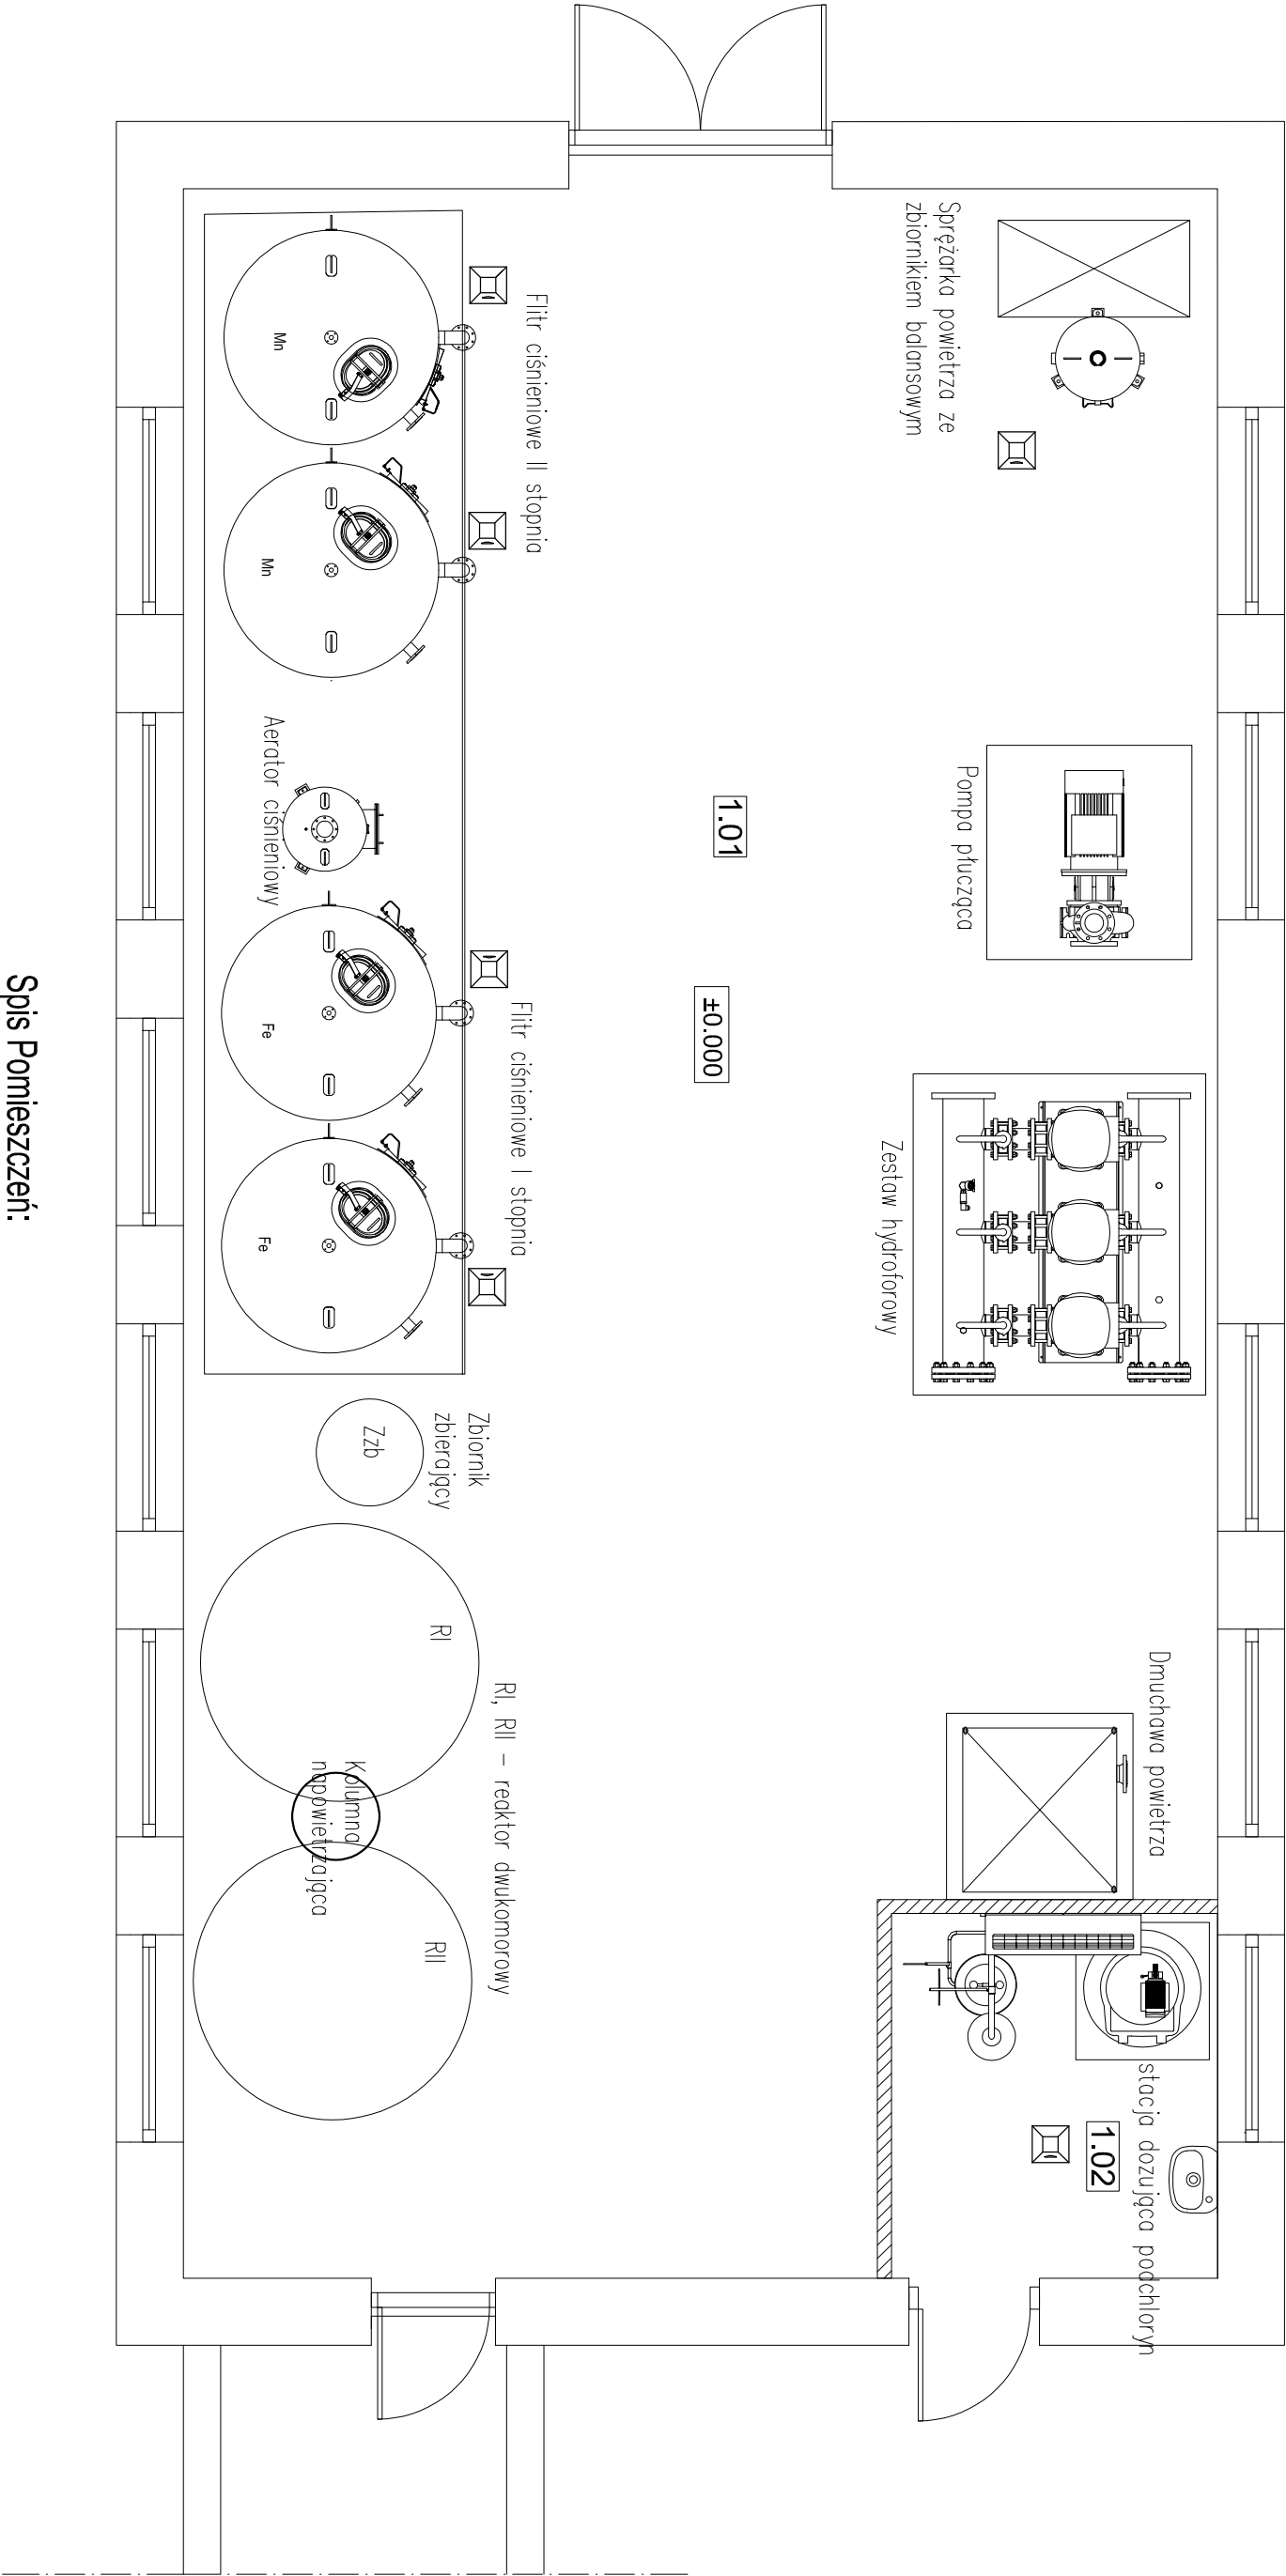 Sprężarka powietrza ze
zbiornikiem balansowym
Flitr ciśnieniowe II stopnia
Mn
Mn
Aerator ciśnieniowy
Pompa płucząca
1.01
±0.000
Flitr ciśnieniowe I stopnia
Fe
Fe
Zestaw hydroforowy
Zbiornik
zbierający
Zzb
RI
RI, RII – reaktor dwukomorowy
Kolumna
napowietrzająca
RII
Dmuchawa powietrza
stacja dozująca podchloryn
1.02
Spis Pomieszczeń: